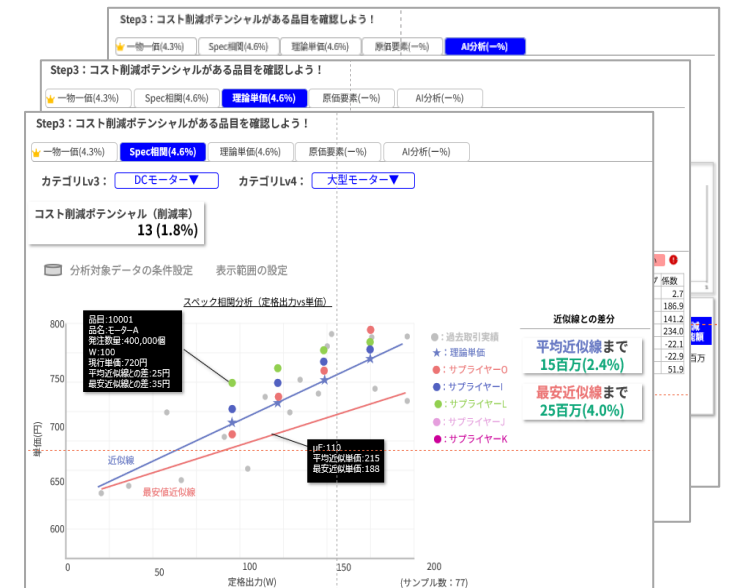 Step3：コスト削減ポテンシャルがある品目を確認しよう！
一物一価(4.3%) Spec相関(4.6%) 理論単価(4.6%) 原価要素(ー%) AI分析(ー%)
Step3：コスト削減ポテンシャルがある品目を確認しよう！
一物一価(4.3%) Spec相関(4.6%) 理論単価(4.6%) 原価要素(ー%) AI分析(ー%)
Step3：コスト削減ポテンシャルがある品目を確認しよう！
一物一価(4.3%) Spec相関(4.6%) 理論単価(4.6%) 原価要素(ー%) AI分析(ー%)
カテゴリLv3： DCモーター▼ カテゴリLv4： 大型モーター▼
コスト削減ポテンシャル（削減率）
13 (1.8%)
分析対象データの条件設定 表示範囲の設定
スペック相関分析（定格出力vs単価）
品目:10001
品名:モーターA
発注数量:400,000個
W:100
現行単価:720円
平均近似線との差:25円
最安近似線との差:35円
800
750
700
650
600
単価(円)
近似線
最安値近似線
μF:110
平均近似単価:215
最安近似単価:188
0 50 100 150 200
定格出力(W)
(サンプル数：77)
：過去取引実績
：理論単価
：サプライヤーO
：サプライヤーI
：サプライヤーL
：サプライヤーJ
：サプライヤーK
近似線との差分
平均近似線まで
15百万(2.4%)
最安近似線まで
25百万(4.0%)
係数
2.7
186.9
141.2
234.0
-22.1
-22.9
51.9
百万